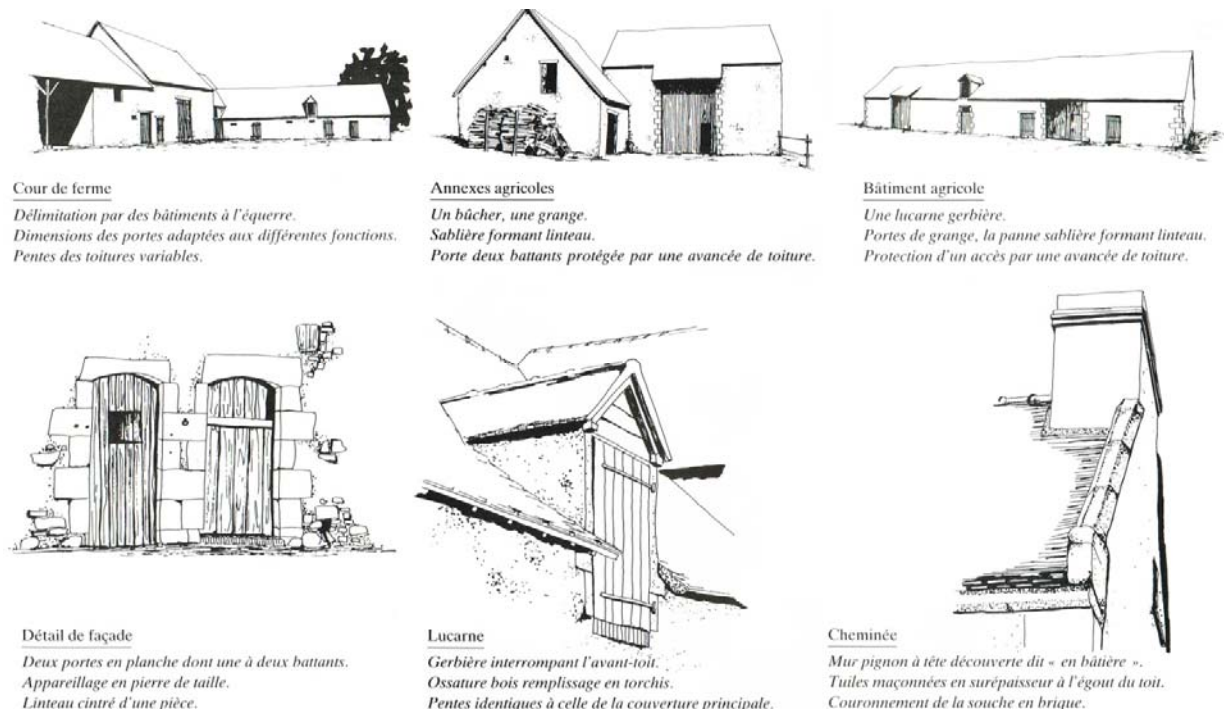 Cour de ferme
Délimitation par des bâtiments à l'équerre.
Dimensions des portes adaptées aux différentes fonctions.
Pentes des toitures variables.
Annexes agricoles
Un bûcher, une grange.
Sablière formant linteau.
Porte deux battants protégée par une avancée de toiture.
Bâtiment agricole
Une lucarne gerbière.
Portes de grange, la panne sablière formant linteau.
Protection d'un accès par une avancée de toiture.
Détail de façade
Deux portes en planche dont une à deux battants.
Appareillage en pierre de taille.
Linteau cintré d'une pièce.
Lucarne
Gerbière interrompant l'avant-toit.
Ossature bois remplissage en torchis.
Pentes identiques à celle de la couverture principale.
Cheminée
Mur pignon à tête découverte dit « en bâtière ».
Tuiles maçonnées en surépaisseur à l'égout du toit.
Couronnement de la souche en brique.